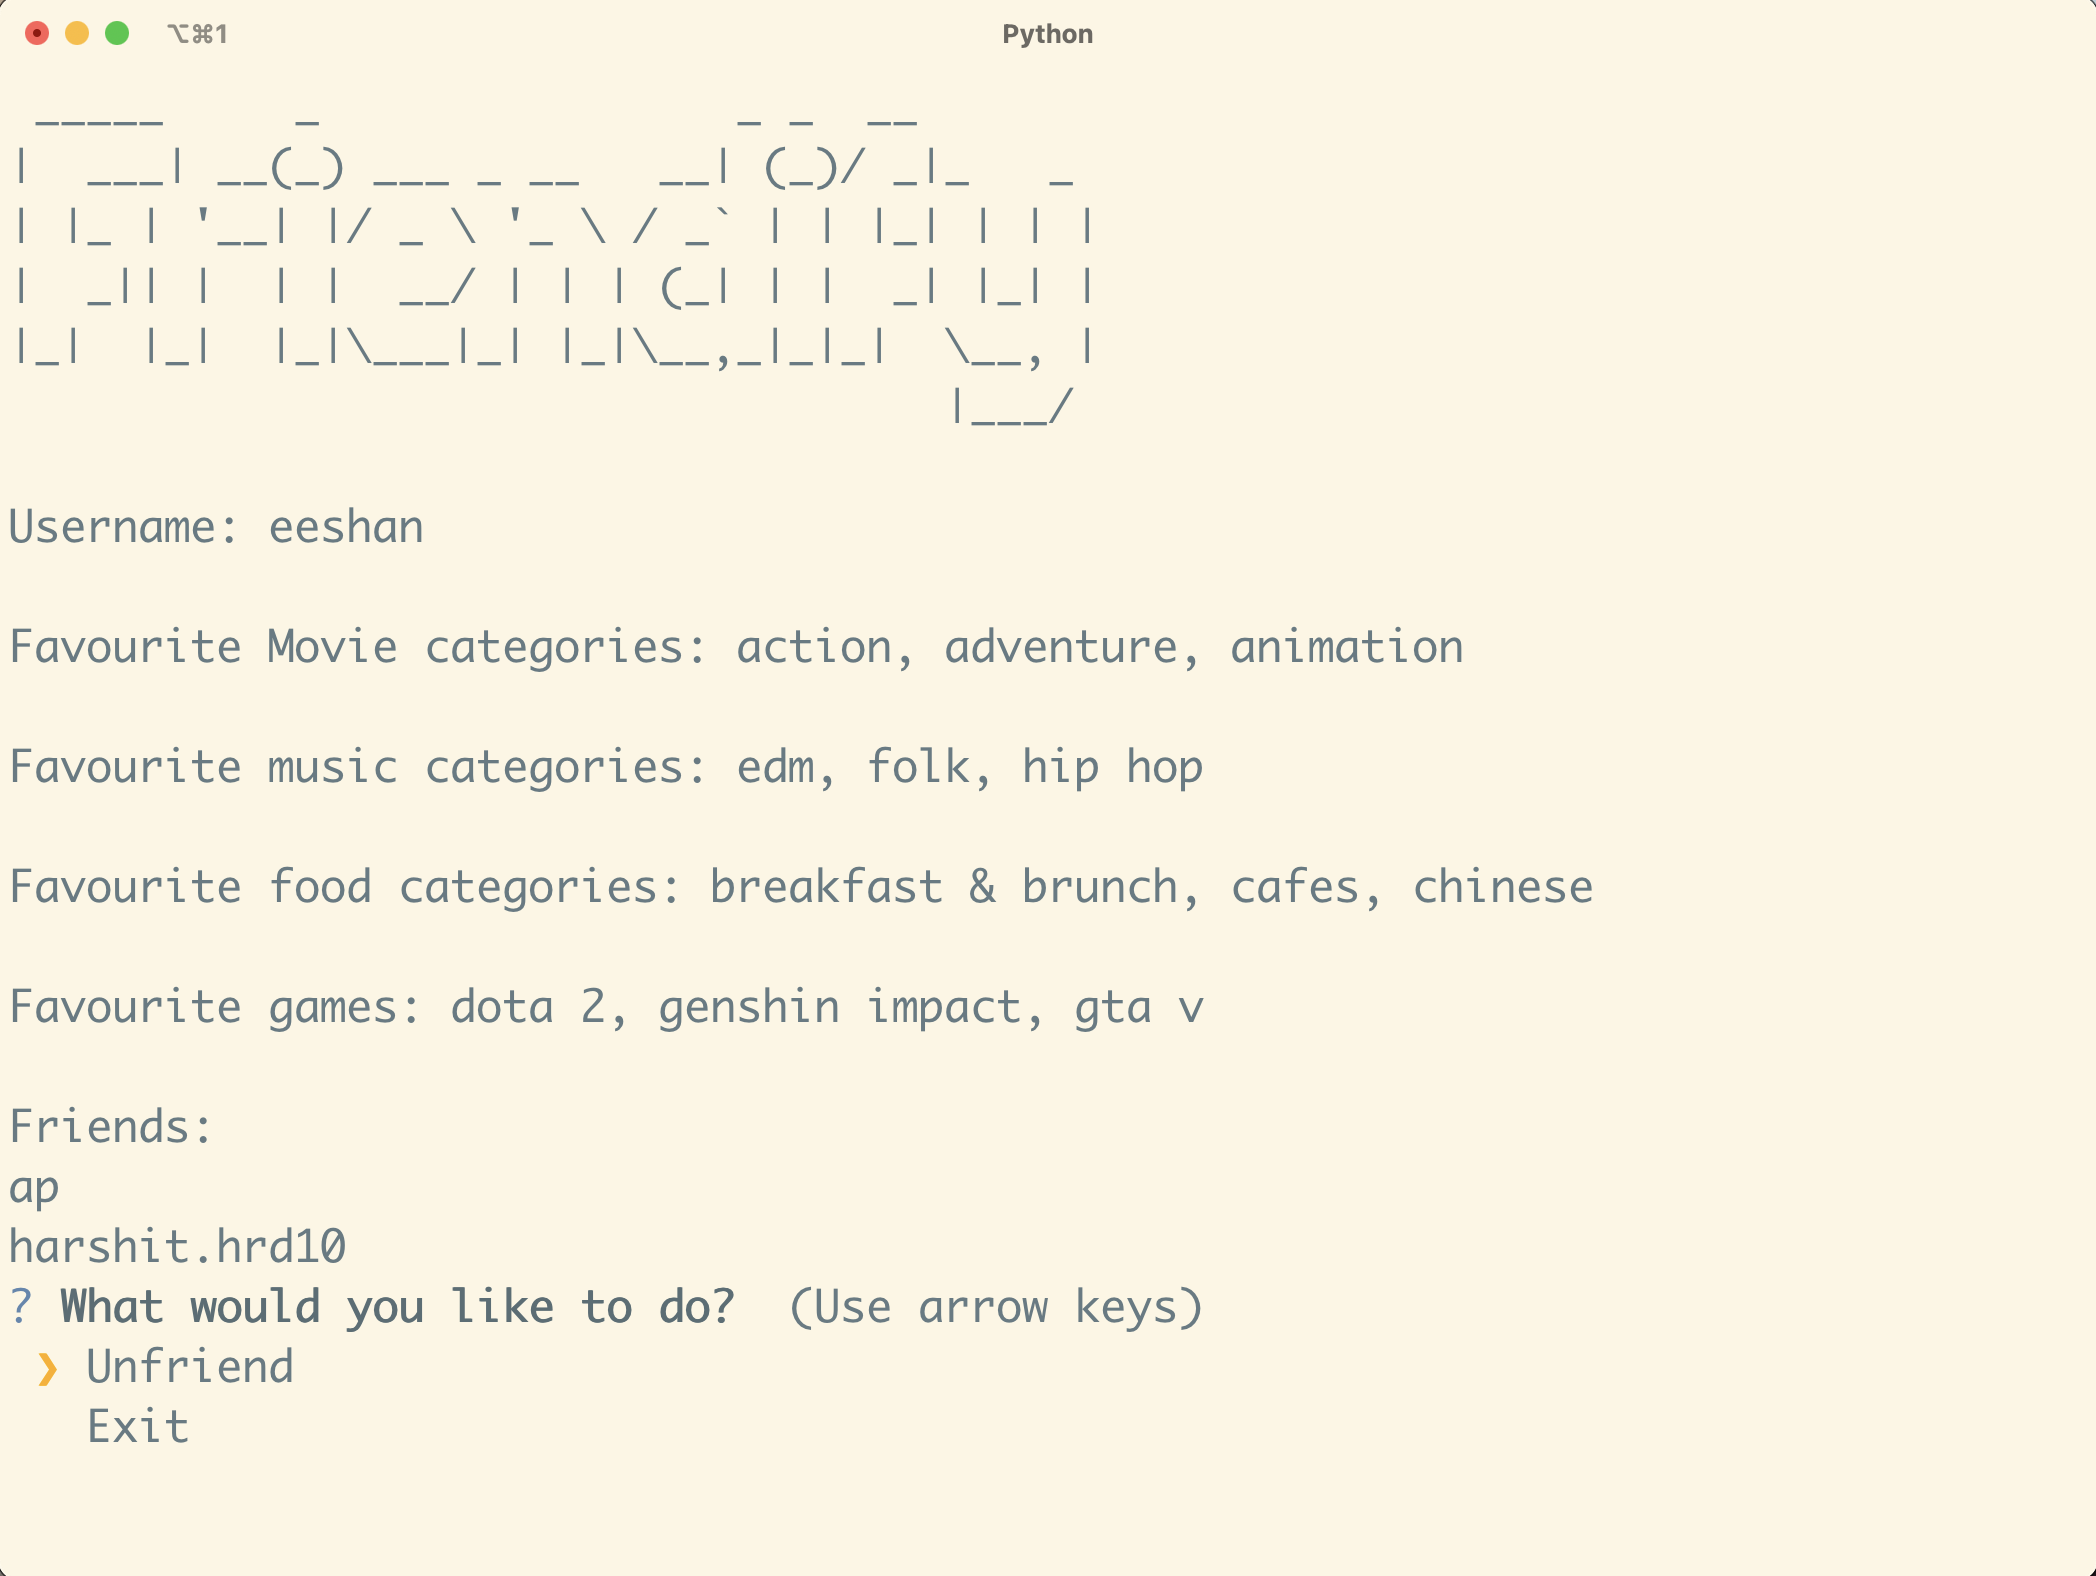 ⌥⌘1
Python
 _____     _                _ _  __
|  ___| __(_) ___ _ __   __| (_)/ _|_   _
| |_ | '__| |/ _ \ '_ \ / _` | | |_| | | |
|  _|| |  | |  __/ | | | (_| | |  _| |_| |
|_|  |_|  |_|\___|_| |_|\__,_|_|_|  \__, |
                                    |___/
Username: eeshan
Favourite Movie categories: action, adventure, animation
Favourite music categories: edm, folk, hip hop
Favourite food categories: breakfast & brunch, cafes, chinese
Favourite games: dota 2, genshin impact, gta v
Friends:
ap
harshit.hrd10
? What would you like to do?  (Use arrow keys)
❯ Unfriend
Exit